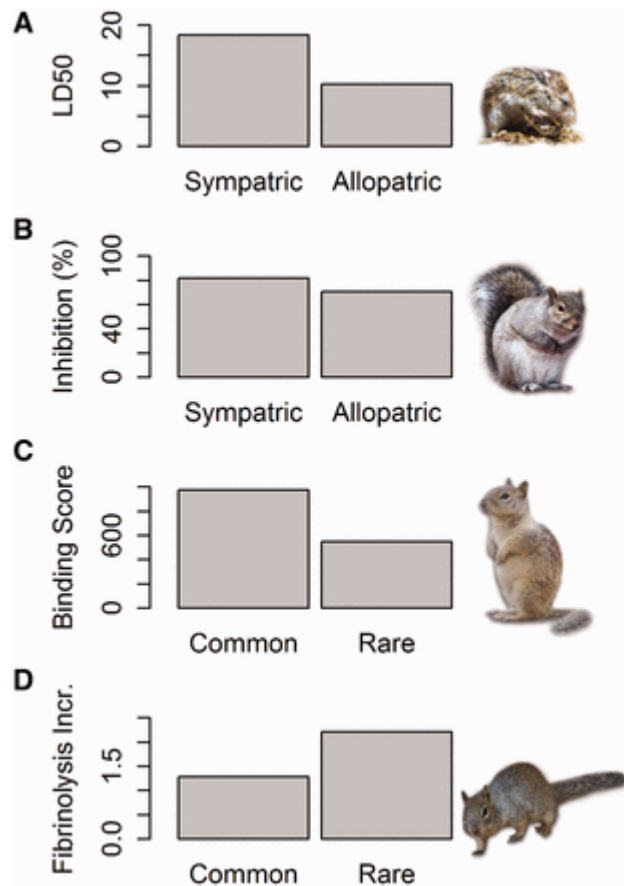 A
LD50
0 10 20
Sympatric Allopatric
B
Inhibition (%)
0 40 100
Sympatric Allopatric
C
Binding Score
0 600
Common Rare
D
Fibrinolysis Incr.
0.0 1.5
Common Rare